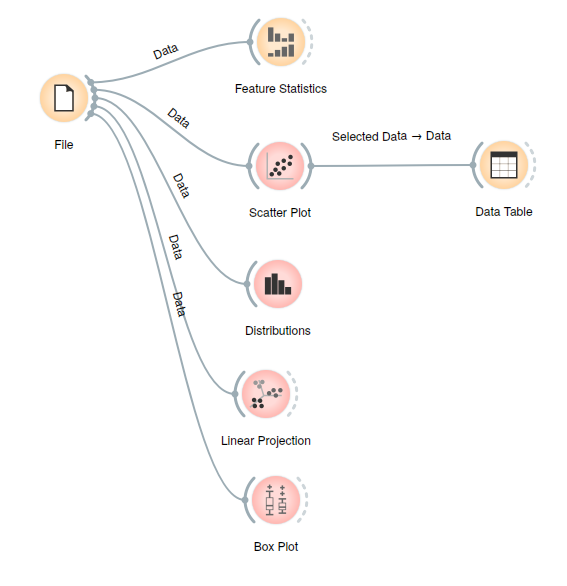 Data
Feature Statistics
File
Data
Selected Data → Data
Scatter Plot
Data Table
Data
Data
Data
Distributions
Linear Projection
Box Plot